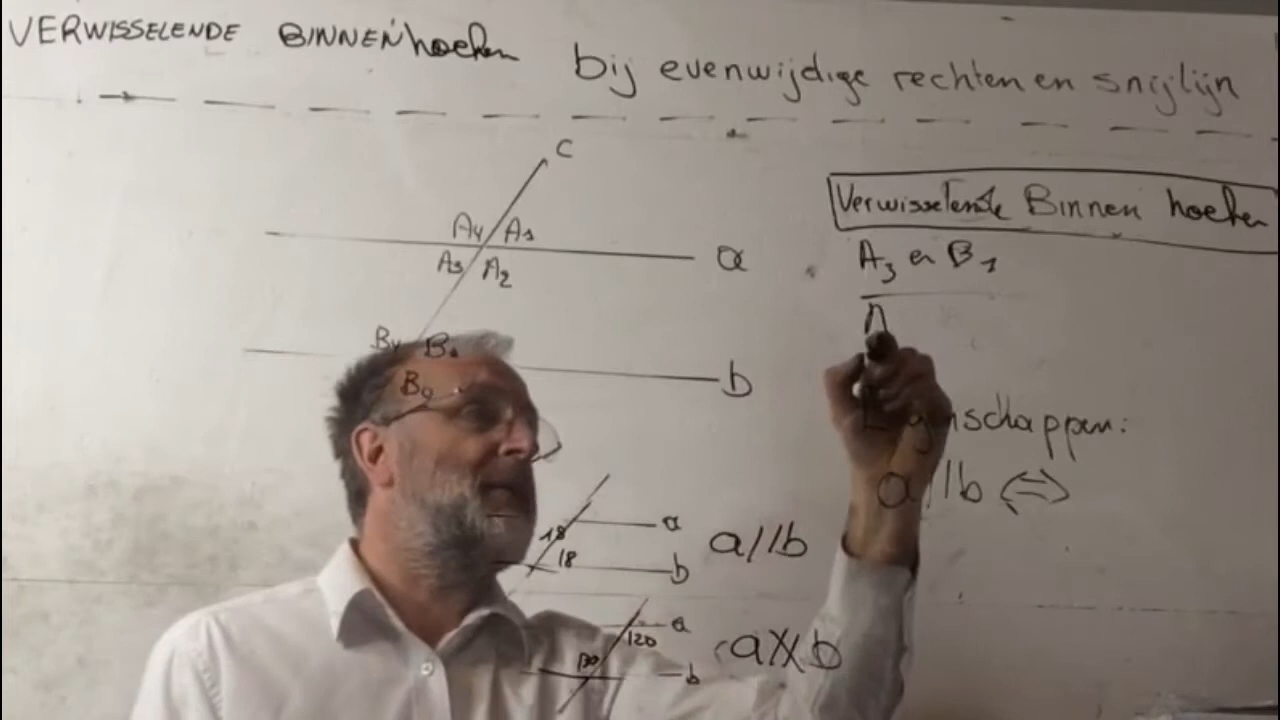 VERWISSELENDE BINNENhoeken bij evenwijdige rechten en snijlijn
c
Verwisselende Binnen hoeken
A4 A1
a
A3 en B1
A3 A2
B4 B1
b
B2
Eigenschappen:
a//b ⇔
a
18
a//b
18 b
a
120
a\\b
b